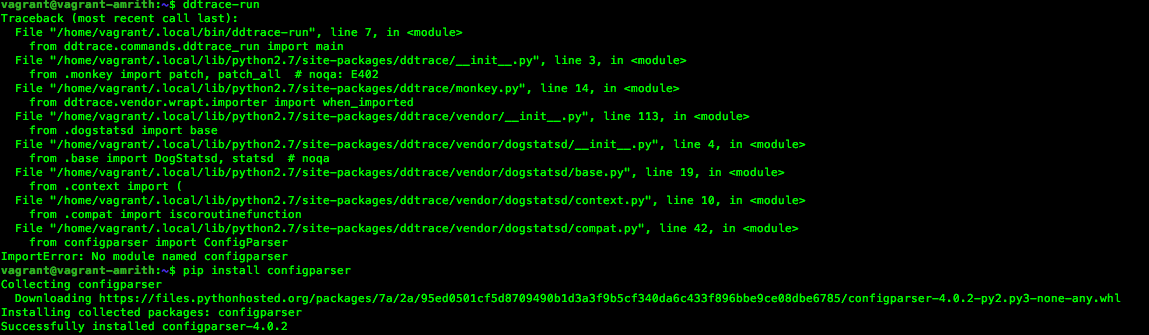 vagrant@vagrant-amrith:~$ ddtrace-run
Traceback (most recent call last):
  File "/home/vagrant/.local/bin/ddtrace-run", line 7, in <module>
    from ddtrace.commands.ddtrace_run import main
  File "/home/vagrant/.local/lib/python2.7/site-packages/ddtrace/__init__.py", line 3, in <module>
    from .monkey import patch, patch_all  # noqa: E402
  File "/home/vagrant/.local/lib/python2.7/site-packages/ddtrace/monkey.py", line 14, in <module>
    from ddtrace.vendor.wrapt.importer import when_imported
  File "/home/vagrant/.local/lib/python2.7/site-packages/ddtrace/vendor/__init__.py", line 113, in <module>
    from .dogstatsd import base
  File "/home/vagrant/.local/lib/python2.7/site-packages/ddtrace/vendor/dogstatsd/__init__.py", line 4, in <module>
    from .base import DogStatsd, statsd  # noqa
  File "/home/vagrant/.local/lib/python2.7/site-packages/ddtrace/vendor/dogstatsd/base.py", line 19, in <module>
    from .context import (
  File "/home/vagrant/.local/lib/python2.7/site-packages/ddtrace/vendor/dogstatsd/context.py", line 10, in <module>
    from .compat import iscoroutinefunction
  File "/home/vagrant/.local/lib/python2.7/site-packages/ddtrace/vendor/dogstatsd/compat.py", line 42, in <module>
    from configparser import ConfigParser
ImportError: No module named configparser
vagrant@vagrant-amrith:~$ pip install configparser
Collecting configparser
  Downloading https://files.pythonhosted.org/packages/7a/2a/95ed0501cf5d8709490b1d3a3f9b5cf340da6c433f896bbe9ce08dbe6785/configparser-4.0.2-py2.py3-none-any.whl
Installing collected packages: configparser
Successfully installed configparser-4.0.2